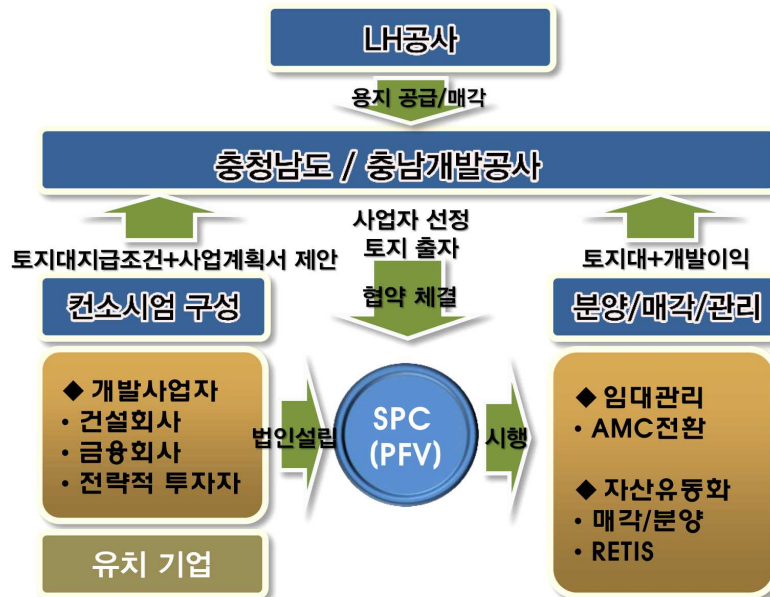 LH공사
용지 공급/매각
충청남도 / 충남개발공사
사업자 선정
토지 출자
협약 체결
토지대지급조건+사업계획서 제안
토지대+개발이익
컨소시엄 구성
◆ 개발사업자
• 건설회사
• 금융회사
• 전략적 투자자
유치 기업
법인설립
SPC
(PFV)
시행
분양/매각/관리
◆ 임대관리
• AMC전환
◆ 자산유동화
• 매각/분양
• RETIS